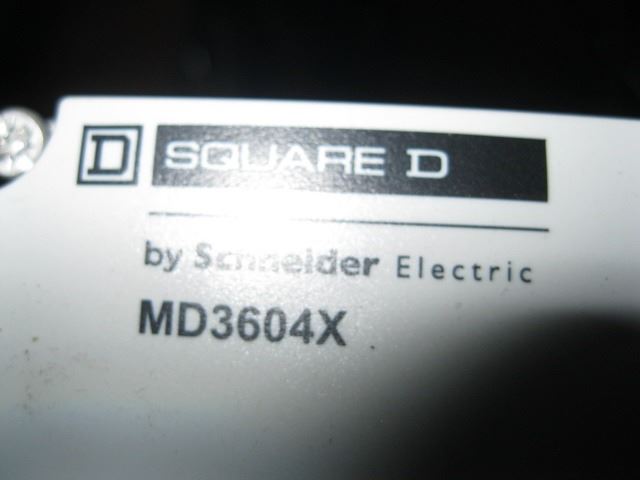 D SQUARE D
by Schneider Electric
MD3604X